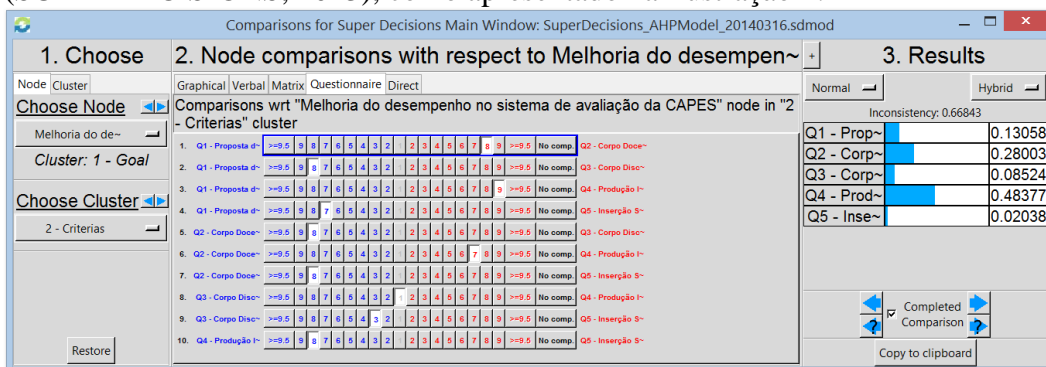 Comparisons for Super Decisions Main Window: SuperDecisions_AHPModel_20140316.sdmod
1. Choose
2. Node comparisons with respect to Melhoria do desempen~
+
3. Results
Node Cluster
Graphical Verbal Matrix Questionnaire Direct
Normal
Hybrid
Choose Node
Melhoria do de~
Cluster: 1 - Goal
Choose Cluster
2 - Criterias
Restore
Comparisons wrt "Melhoria do desempenho no sistema de avaliação da CAPES" node in "2
- Criterias" cluster
1. Q1 - Proposta d~ >=9.5 9 8 7 6 5 4 3 2 1 2 3 4 5 6 7 8 9 >=9.5 No comp. Q2 - Corpo Doce~
2. Q1 - Proposta d~ >=9.5 9 8 7 6 5 4 3 2 1 2 3 4 5 6 7 8 9 >=9.5 No comp. Q3 - Corpo Disc~
3. Q1 - Proposta d~ >=9.5 9 8 7 6 5 4 3 2 1 2 3 4 5 6 7 8 9 >=9.5 No comp. Q4 - Produção I~
4. Q1 - Proposta d~ >=9.5 9 8 7 6 5 4 3 2 1 2 3 4 5 6 7 8 9 >=9.5 No comp. Q5 - Inserção S~
5. Q2 - Corpo Doce~ >=9.5 9 8 7 6 5 4 3 2 1 2 3 4 5 6 7 8 9 >=9.5 No comp. Q3 - Corpo Disc~
6. Q2 - Corpo Doce~ >=9.5 9 8 7 6 5 4 3 2 1 2 3 4 5 6 7 8 9 >=9.5 No comp. Q4 - Produção I~
7. Q2 - Corpo Doce~ >=9.5 9 8 7 6 5 4 3 2 1 2 3 4 5 6 7 8 9 >=9.5 No comp. Q5 - Inserção S~
8. Q3 - Corpo Disc~ >=9.5 9 8 7 6 5 4 3 2 1 2 3 4 5 6 7 8 9 >=9.5 No comp. Q4 - Produção I~
9. Q3 - Corpo Disc~ >=9.5 9 8 7 6 5 4 3 2 1 2 3 4 5 6 7 8 9 >=9.5 No comp. Q5 - Inserção S~
10. Q4 - Produção I~ >=9.5 9 8 7 6 5 4 3 2 1 2 3 4 5 6 7 8 9 >=9.5 No comp. Q5 - Inserção S~
Inconsistency: 0.66843
Q1 - Prop~ 0.13058
Q2 - Corp~ 0.28003
Q3 - Corp~ 0.08524
Q4 - Prod~ 0.48377
Q5 - Inse~ 0.02038
Completed
Comparison
Copy to clipboard